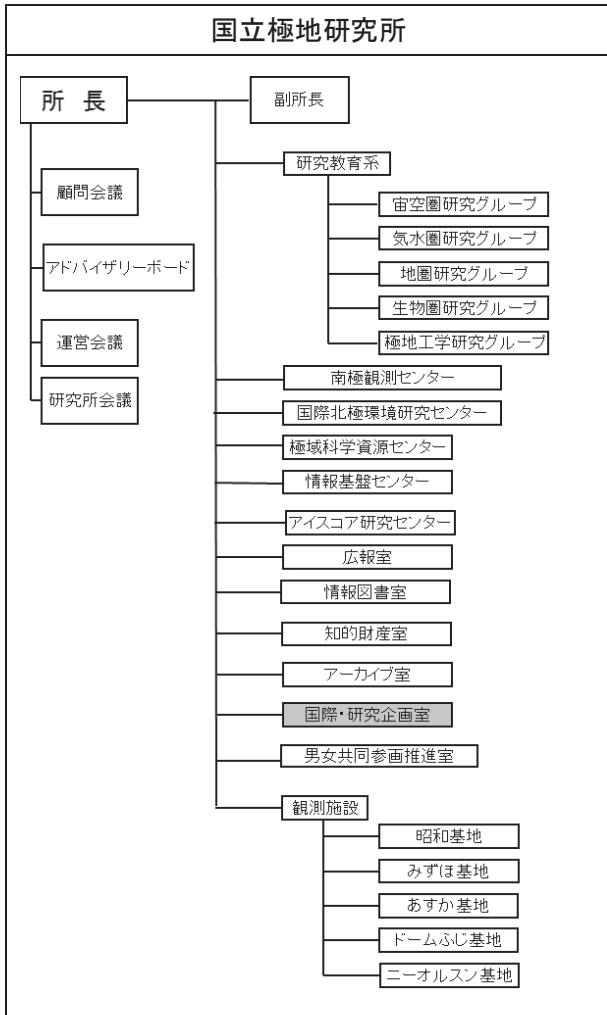 国立極地研究所
所 長
副所長
顧問会議
アドバイザリーボード
運営会議
研究所会議
研究教育系
宙空圏研究グループ
気水圏研究グループ
地圏研究グループ
生物圏研究グループ
極地工学研究グループ
南極観測センター
国際北極環境研究センター
極域科学資源センター
情報基盤センター
アイスコア研究センター
広報室
情報図書室
知的財産室
アーカイブ室
国際・研究企画室
男女共同参画推進室
観測施設
昭和基地
みずほ基地
あすか基地
ドームふじ基地
ニーオルスン基地